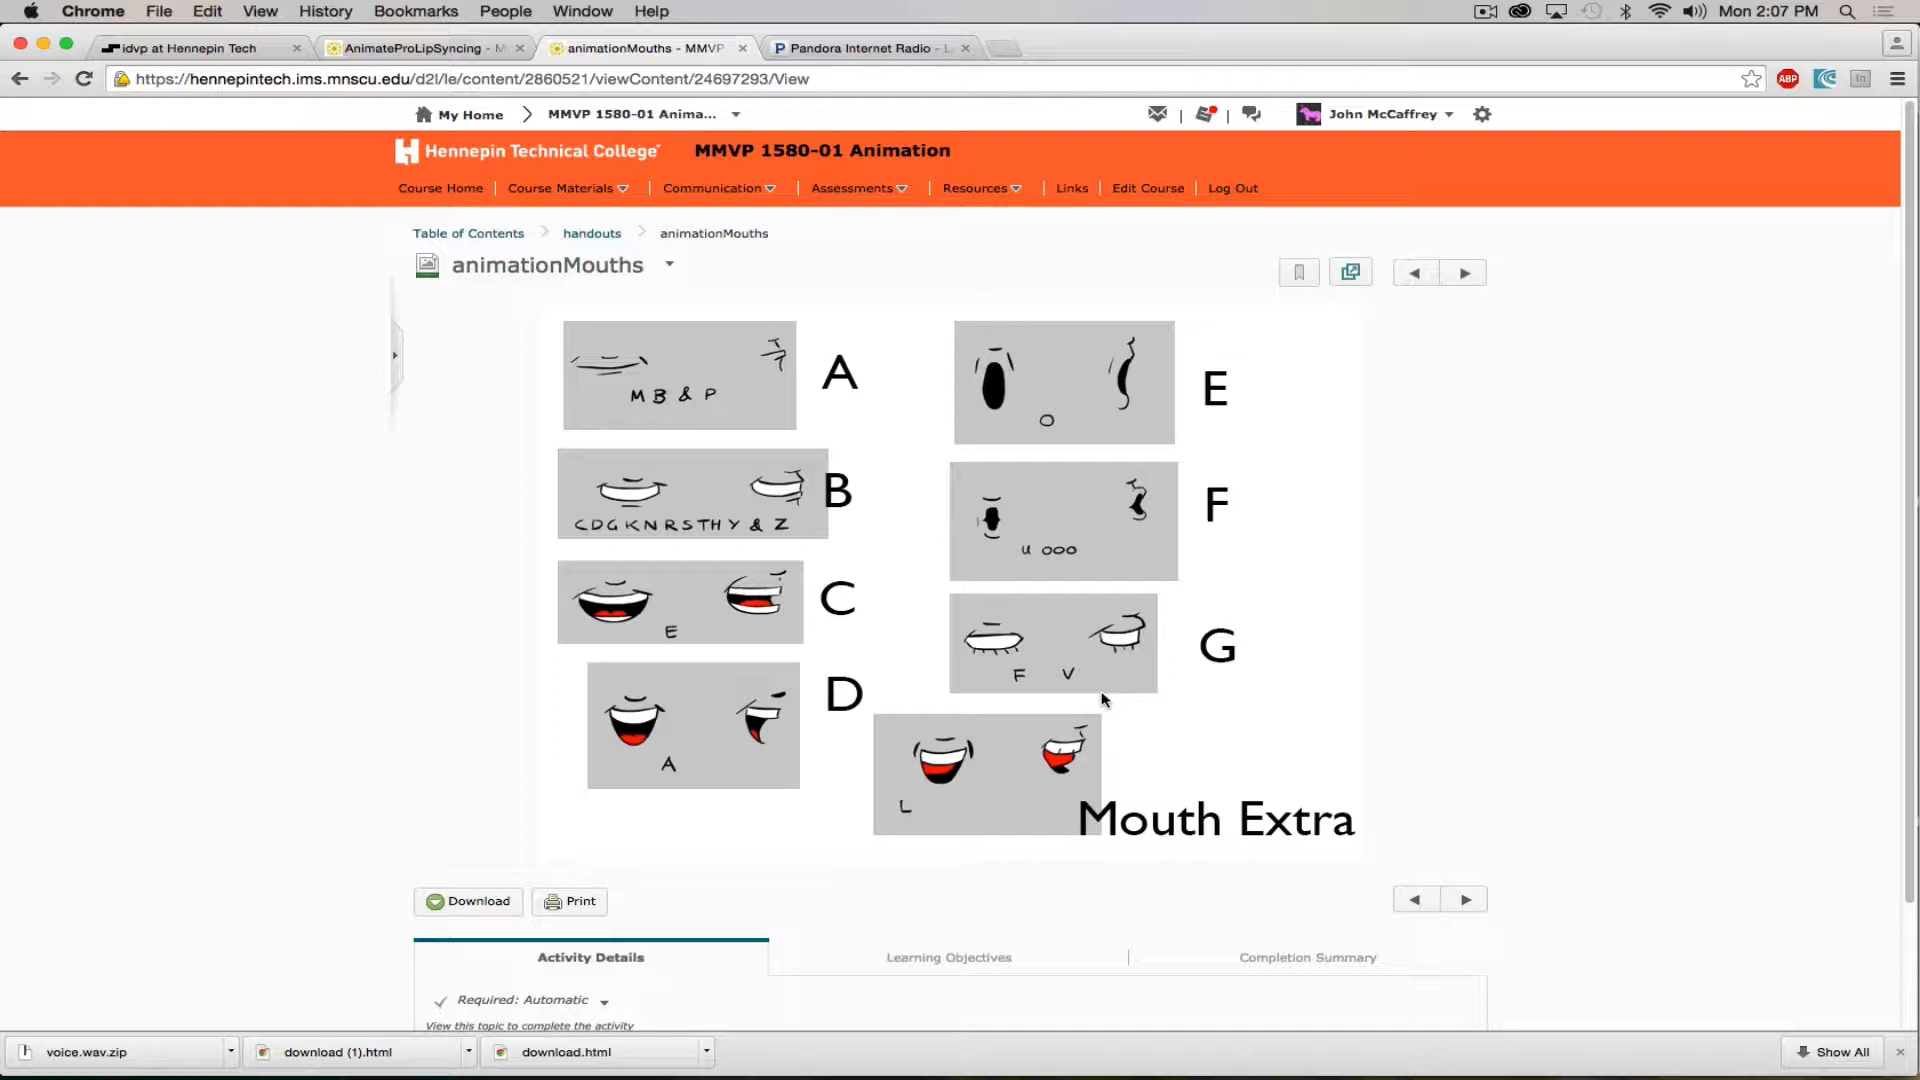 Chrome File Edit View History Bookmarks People Window Help
Mon 2:07 PM
idvp at Hennepin Tech
AnimateProLipSyncing - M
animationMouths - MMVP
Pandora Internet Radio - L
https://hennepintech.ims.mnscu.edu/d2l/le/content/2860521/viewContent/24697293/View
ABP
In
My Home
MMVP 1580-01 Anima...
John McCaffrey
Hennepin Technical College
MMVP 1580-01 Animation
Course Home Course Materials Communication Assessments Resources Links Edit Course Log Out
Table of Contents handouts animationMouths
animationMouths
M B & P
A
C D G K N R S TH Y & Z
B
E
C
A
D
O
E
U OOO
F
F V
G
L
Mouth Extra
Download Print
Activity Details
Learning Objectives
Completion Summary
Required: Automatic
View this topic to complete the activity
voice.wav.zip
download (1).html
download.html
Show All